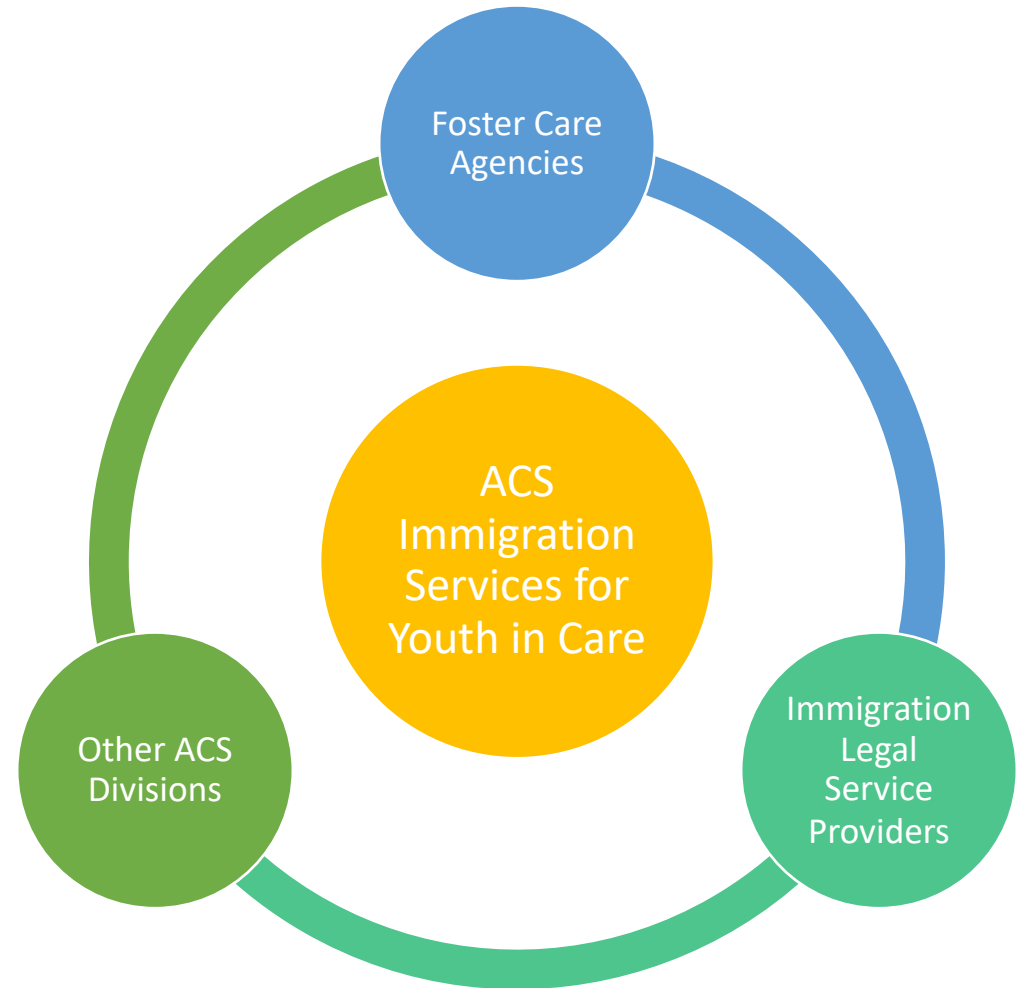 Foster Care
Agencies
ACS
Immigration
Services for
Youth in Care
Other ACS
Divisions
Immigration
Legal
Service
Providers